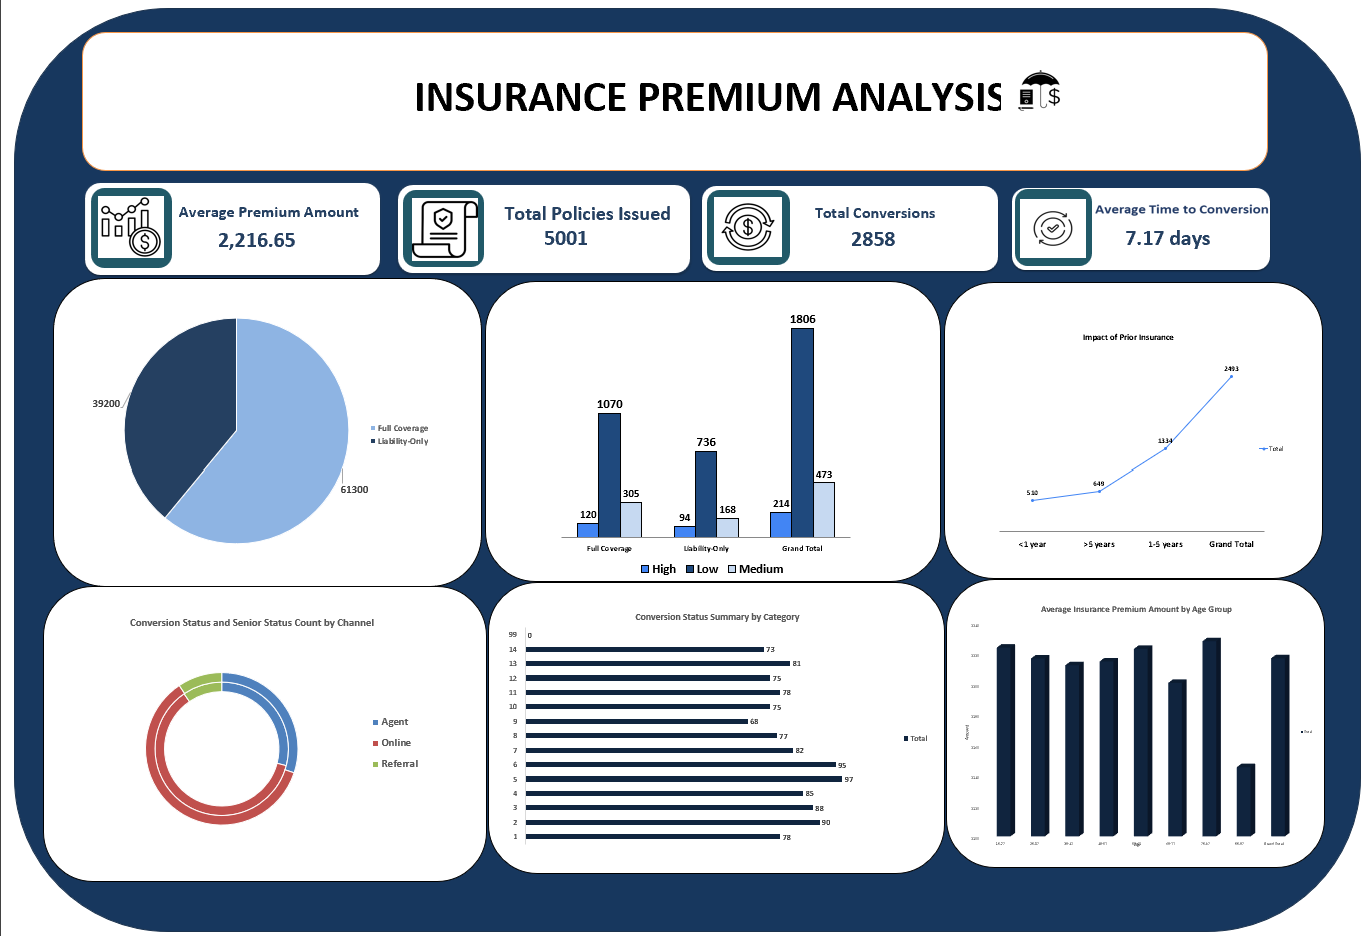 INSURANCE PREMIUM ANALYSIS
Average Premium Amount
2,216.65
Total Policies Issued
5001
Total Conversions
2858
Average Time to Conversion
7.17 days
39200
61300
Full Coverage
Liability-Only
1806
1070
736
473
305
214
168
120
94
Full Coverage
Liability-Only
Grand Total
High
Low
Medium
Impact of Prior Insurance
2493
1334
649
510
Total
<1 year
>5 years
1-5 years
Grand Total
Conversion Status and Senior Status Count by Channel
Agent
Online
Referral
Conversion Status Summary by Category
99 0
14 73
13 81
12 75
11 78
10 75
9 68
8 77
7 82
6 95
5 97
4 85
3 88
2 90
1 78
Total
Average Insurance Premium Amount by Age Group
Grand Total